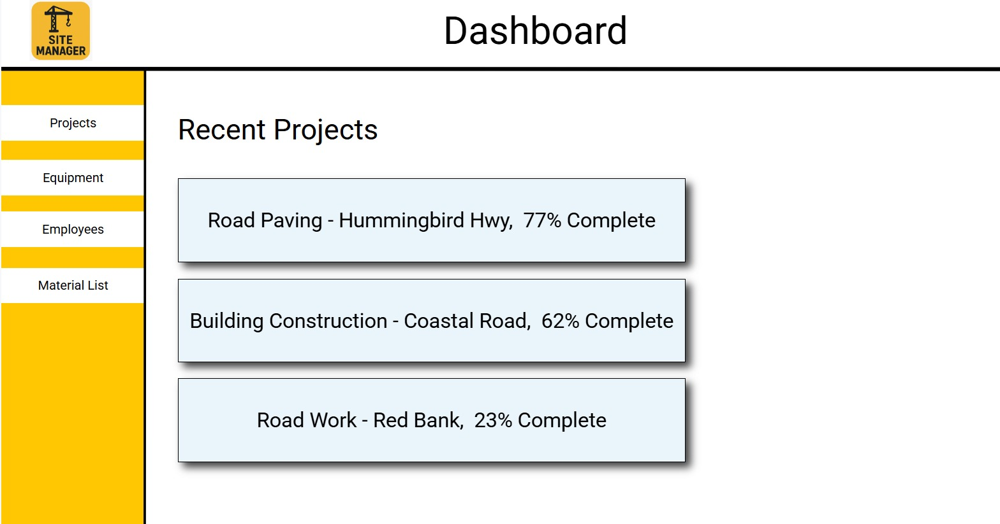 SITE
MANAGER
Dashboard
Projects
Equipment
Employees
Material List
Recent Projects
Road Paving - Hummingbird Hwy,  77% Complete
Building Construction - Coastal Road,  62% Complete
Road Work - Red Bank,  23% Complete